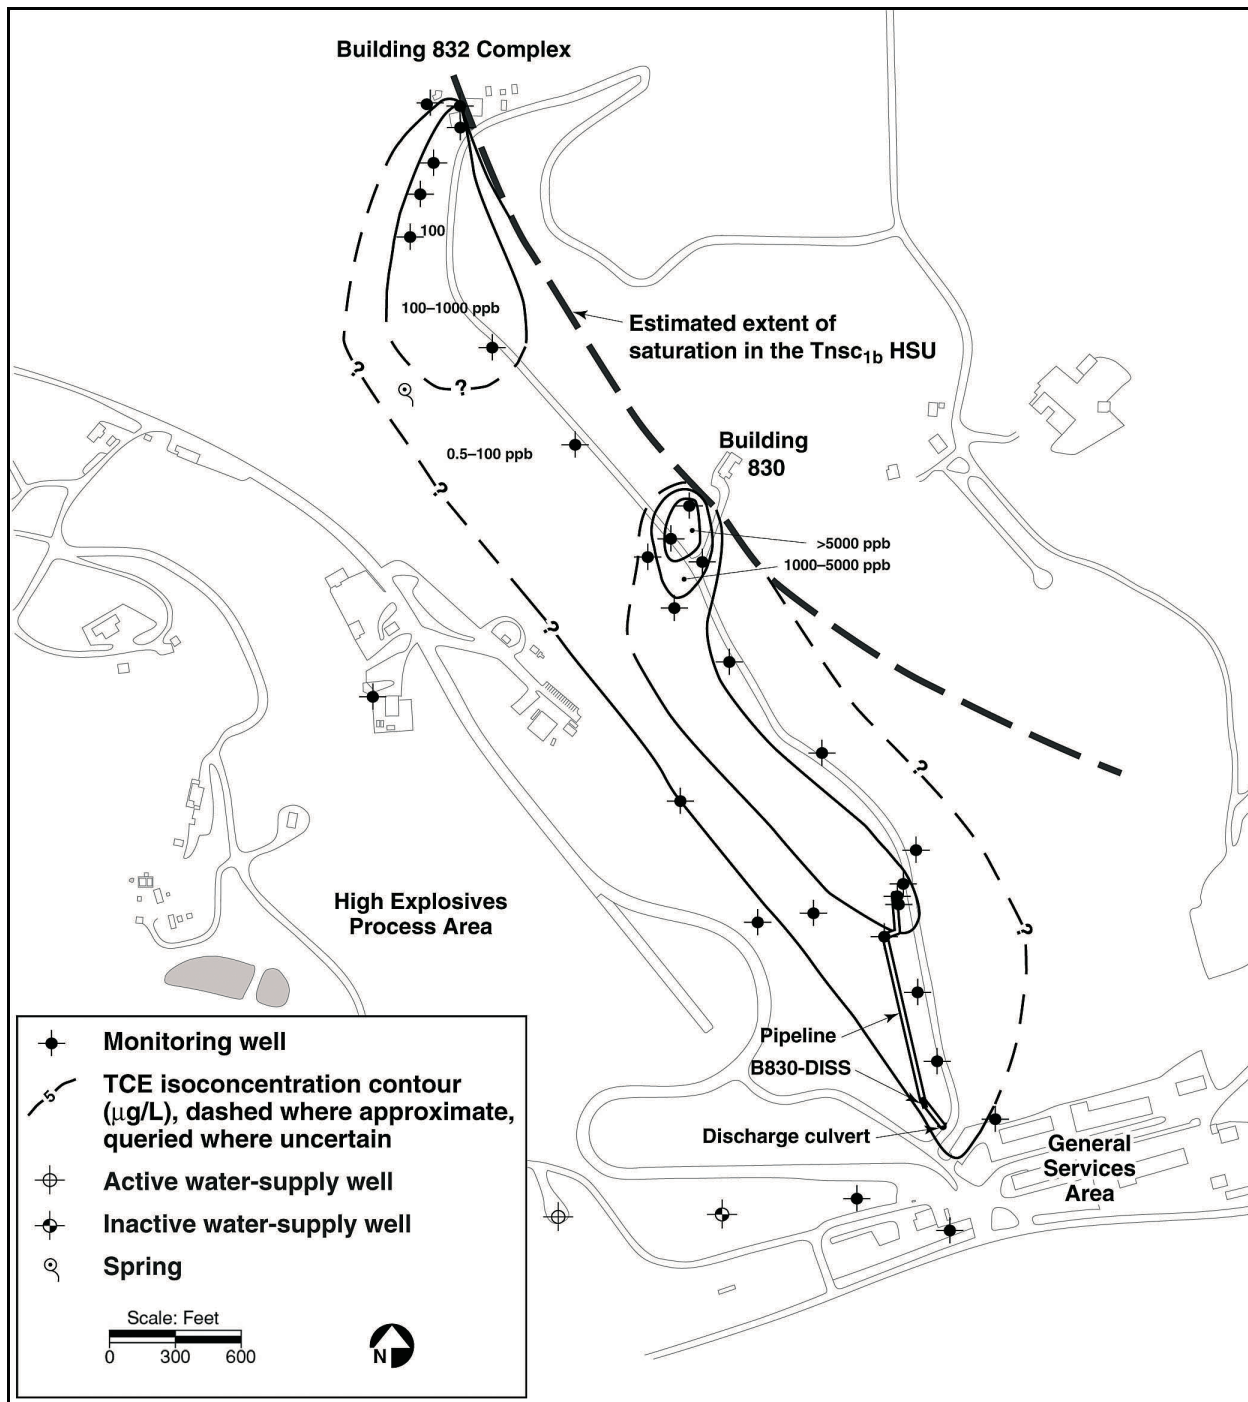 Building 832 Complex
100
100–1000 ppb
?
?
Estimated extent of
saturation in the Tnsc1b HSU
0.5–100 ppb
?
Building
830
>5000 ppb
1000–5000 ppb
?
?
High Explosives
Process Area
?
Pipeline
B830-DISS
Discharge culvert
General
Services
Area
Monitoring well
5
TCE isoconcentration contour
(µg/L), dashed where approximate,
queried where uncertain
Active water-supply well
Inactive water-supply well
Spring
Scale: Feet
0 300 600
N